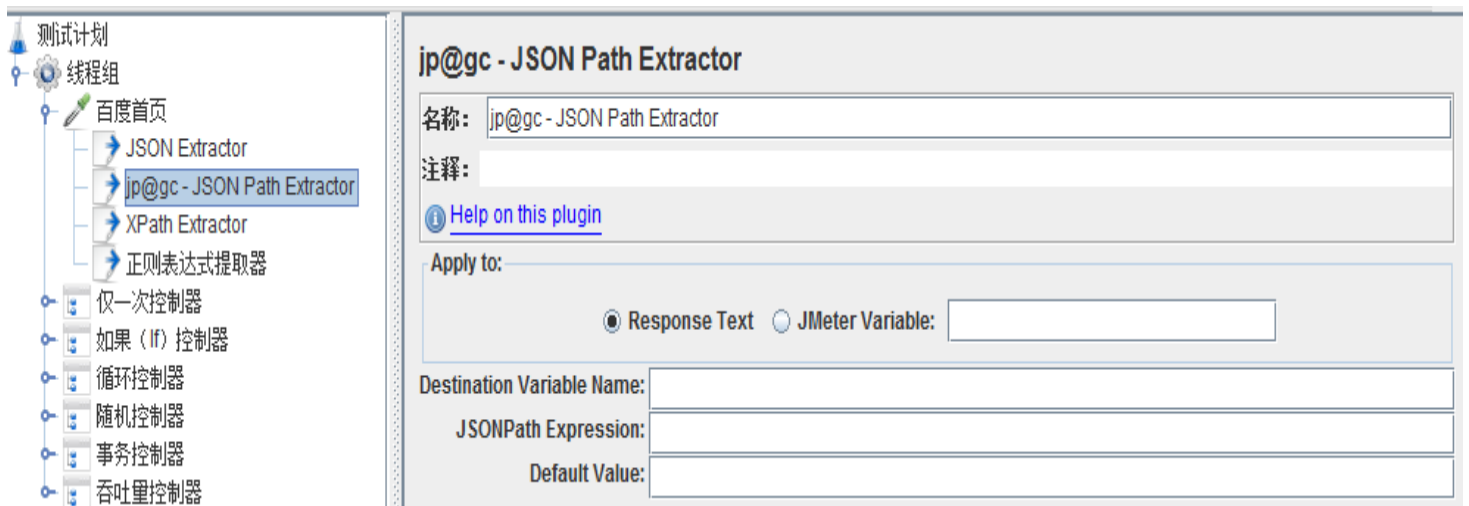 测试计划
线程组
百度首页
JSON Extractor
jp@gc - JSON Path Extractor
XPath Extractor
正则表达式提取器
仅一次控制器
如果（If）控制器
循环控制器
随机控制器
事务控制器
吞吐量控制器
jp@gc - JSON Path Extractor
名称： jp@gc - JSON Path Extractor
注释：
Help on this plugin
Apply to:
Response Text JMeter Variable:
Destination Variable Name:
JSONPath Expression:
Default Value: